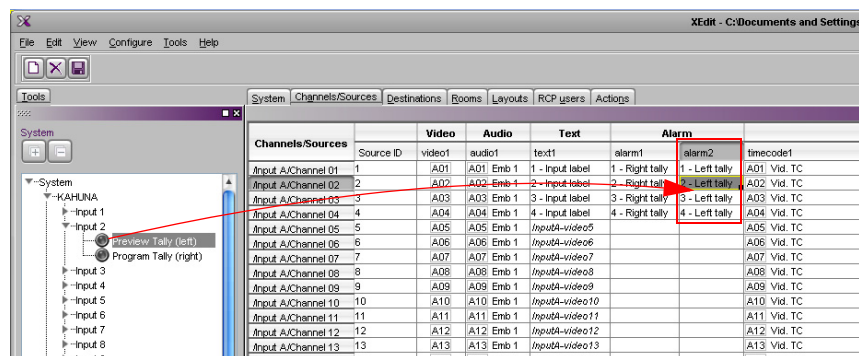 XEdit - C:\Documents and Settings
File Edit View Configure Tools Help
Tools
System Channels/Sources Destinations Rooms Layouts RCP users Actions
System
System
KAHUNA
Input 1
Input 2
Preview Tally (left)
Program Tally (right)
Input 3
Input 4
Input 5
Input 6
Input 7
Input 8
Channels/Sources Video Audio Text Alarm
Source ID video1 audio1 text1 alarm1 alarm2 timecode1
/Input A/Channel 01 1 A01 A01 Emb 1 1 - Input label 1 - Right tally 1 - Left tally A01 Vid. TC
/Input A/Channel 02 2 A02 A02 Emb 1 2 - Input label 2 - Right tally 2 - Left tally A02 Vid. TC
/Input A/Channel 03 3 A03 A03 Emb 1 3 - Input label 3 - Right tally 3 - Left tally A03 Vid. TC
/Input A/Channel 04 4 A04 A04 Emb 1 4 - Input label 4 - Right tally 4 - Left tally A04 Vid. TC
/Input A/Channel 05 5 A05 A05 Emb 1 InputA-video5 A05 Vid. TC
/Input A/Channel 06 6 A06 A06 Emb 1 InputA-video6 A06 Vid. TC
/Input A/Channel 07 7 A07 A07 Emb 1 InputA-video7 A07 Vid. TC
/Input A/Channel 08 8 A08 A08 Emb 1 InputA-video8 A08 Vid. TC
/Input A/Channel 09 9 A09 A09 Emb 1 InputA-video9 A09 Vid. TC
/Input A/Channel 10 10 A10 A10 Emb 1 InputA-video10 A10 Vid. TC
/Input A/Channel 11 11 A11 A11 Emb 1 InputA-video11 A11 Vid. TC
/Input A/Channel 12 12 A12 A12 Emb 1 InputA-video12 A12 Vid. TC
/Input A/Channel 13 13 A13 A13 Emb 1 InputA-video13 A13 Vid. TC